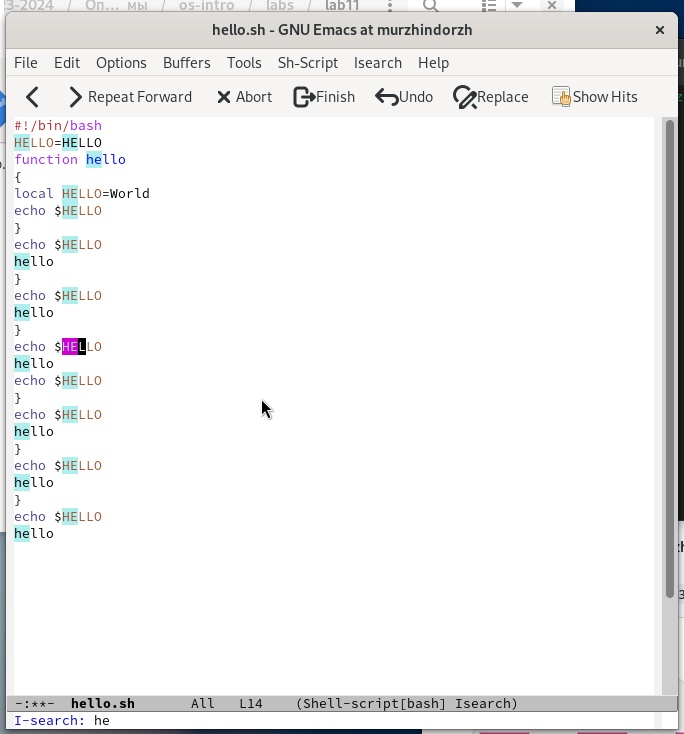 3-2024 / Оп... мы / os-intro / labs / lab11
hello.sh - GNU Emacs at murzhindorzh
File Edit Options Buffers Tools Sh-Script Isearch Help
Repeat Forward Abort Finish Undo Replace Show Hits
#!/bin/bash
HELLO=HELLO
function hello
{
local HELLO=World
echo $HELLO
}
echo $HELLO
hello
}
echo $HELLO
hello
}
echo $HELLO
hello
echo $HELLO
}
echo $HELLO
hello
}
echo $HELLO
hello
}
echo $HELLO
hello
-:**- hello.sh All L14 (Shell-script[bash] Isearch)
I-search: he